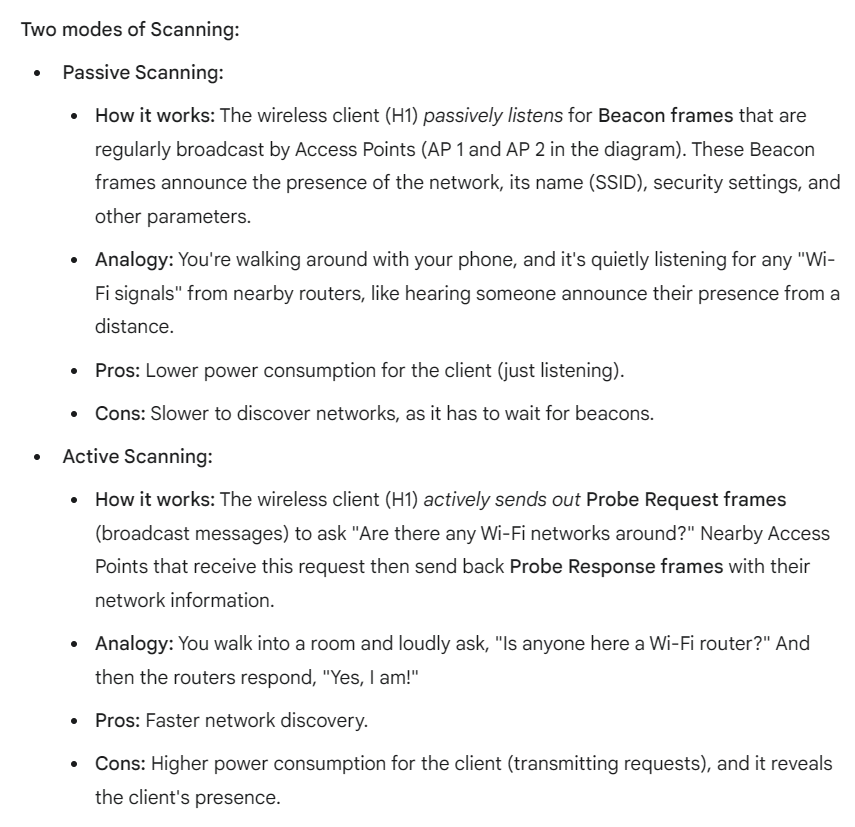 Two modes of Scanning:
• Passive Scanning:
• How it works: The wireless client (H1) passively listens for Beacon frames that are
regularly broadcast by Access Points (AP 1 and AP 2 in the diagram). These Beacon
frames announce the presence of the network, its name (SSID), security settings, and
other parameters.
• Analogy: You're walking around with your phone, and it's quietly listening for any "Wi-
Fi signals" from nearby routers, like hearing someone announce their presence from a
distance.
• Pros: Lower power consumption for the client (just listening).
• Cons: Slower to discover networks, as it has to wait for beacons.
• Active Scanning:
• How it works: The wireless client (H1) actively sends out Probe Request frames
(broadcast messages) to ask "Are there any Wi-Fi networks around?" Nearby Access
Points that receive this request then send back Probe Response frames with their
network information.
• Analogy: You walk into a room and loudly ask, "Is anyone here a Wi-Fi router?" And
then the routers respond, "Yes, I am!"
• Pros: Faster network discovery.
• Cons: Higher power consumption for the client (transmitting requests), and it reveals
the client's presence.